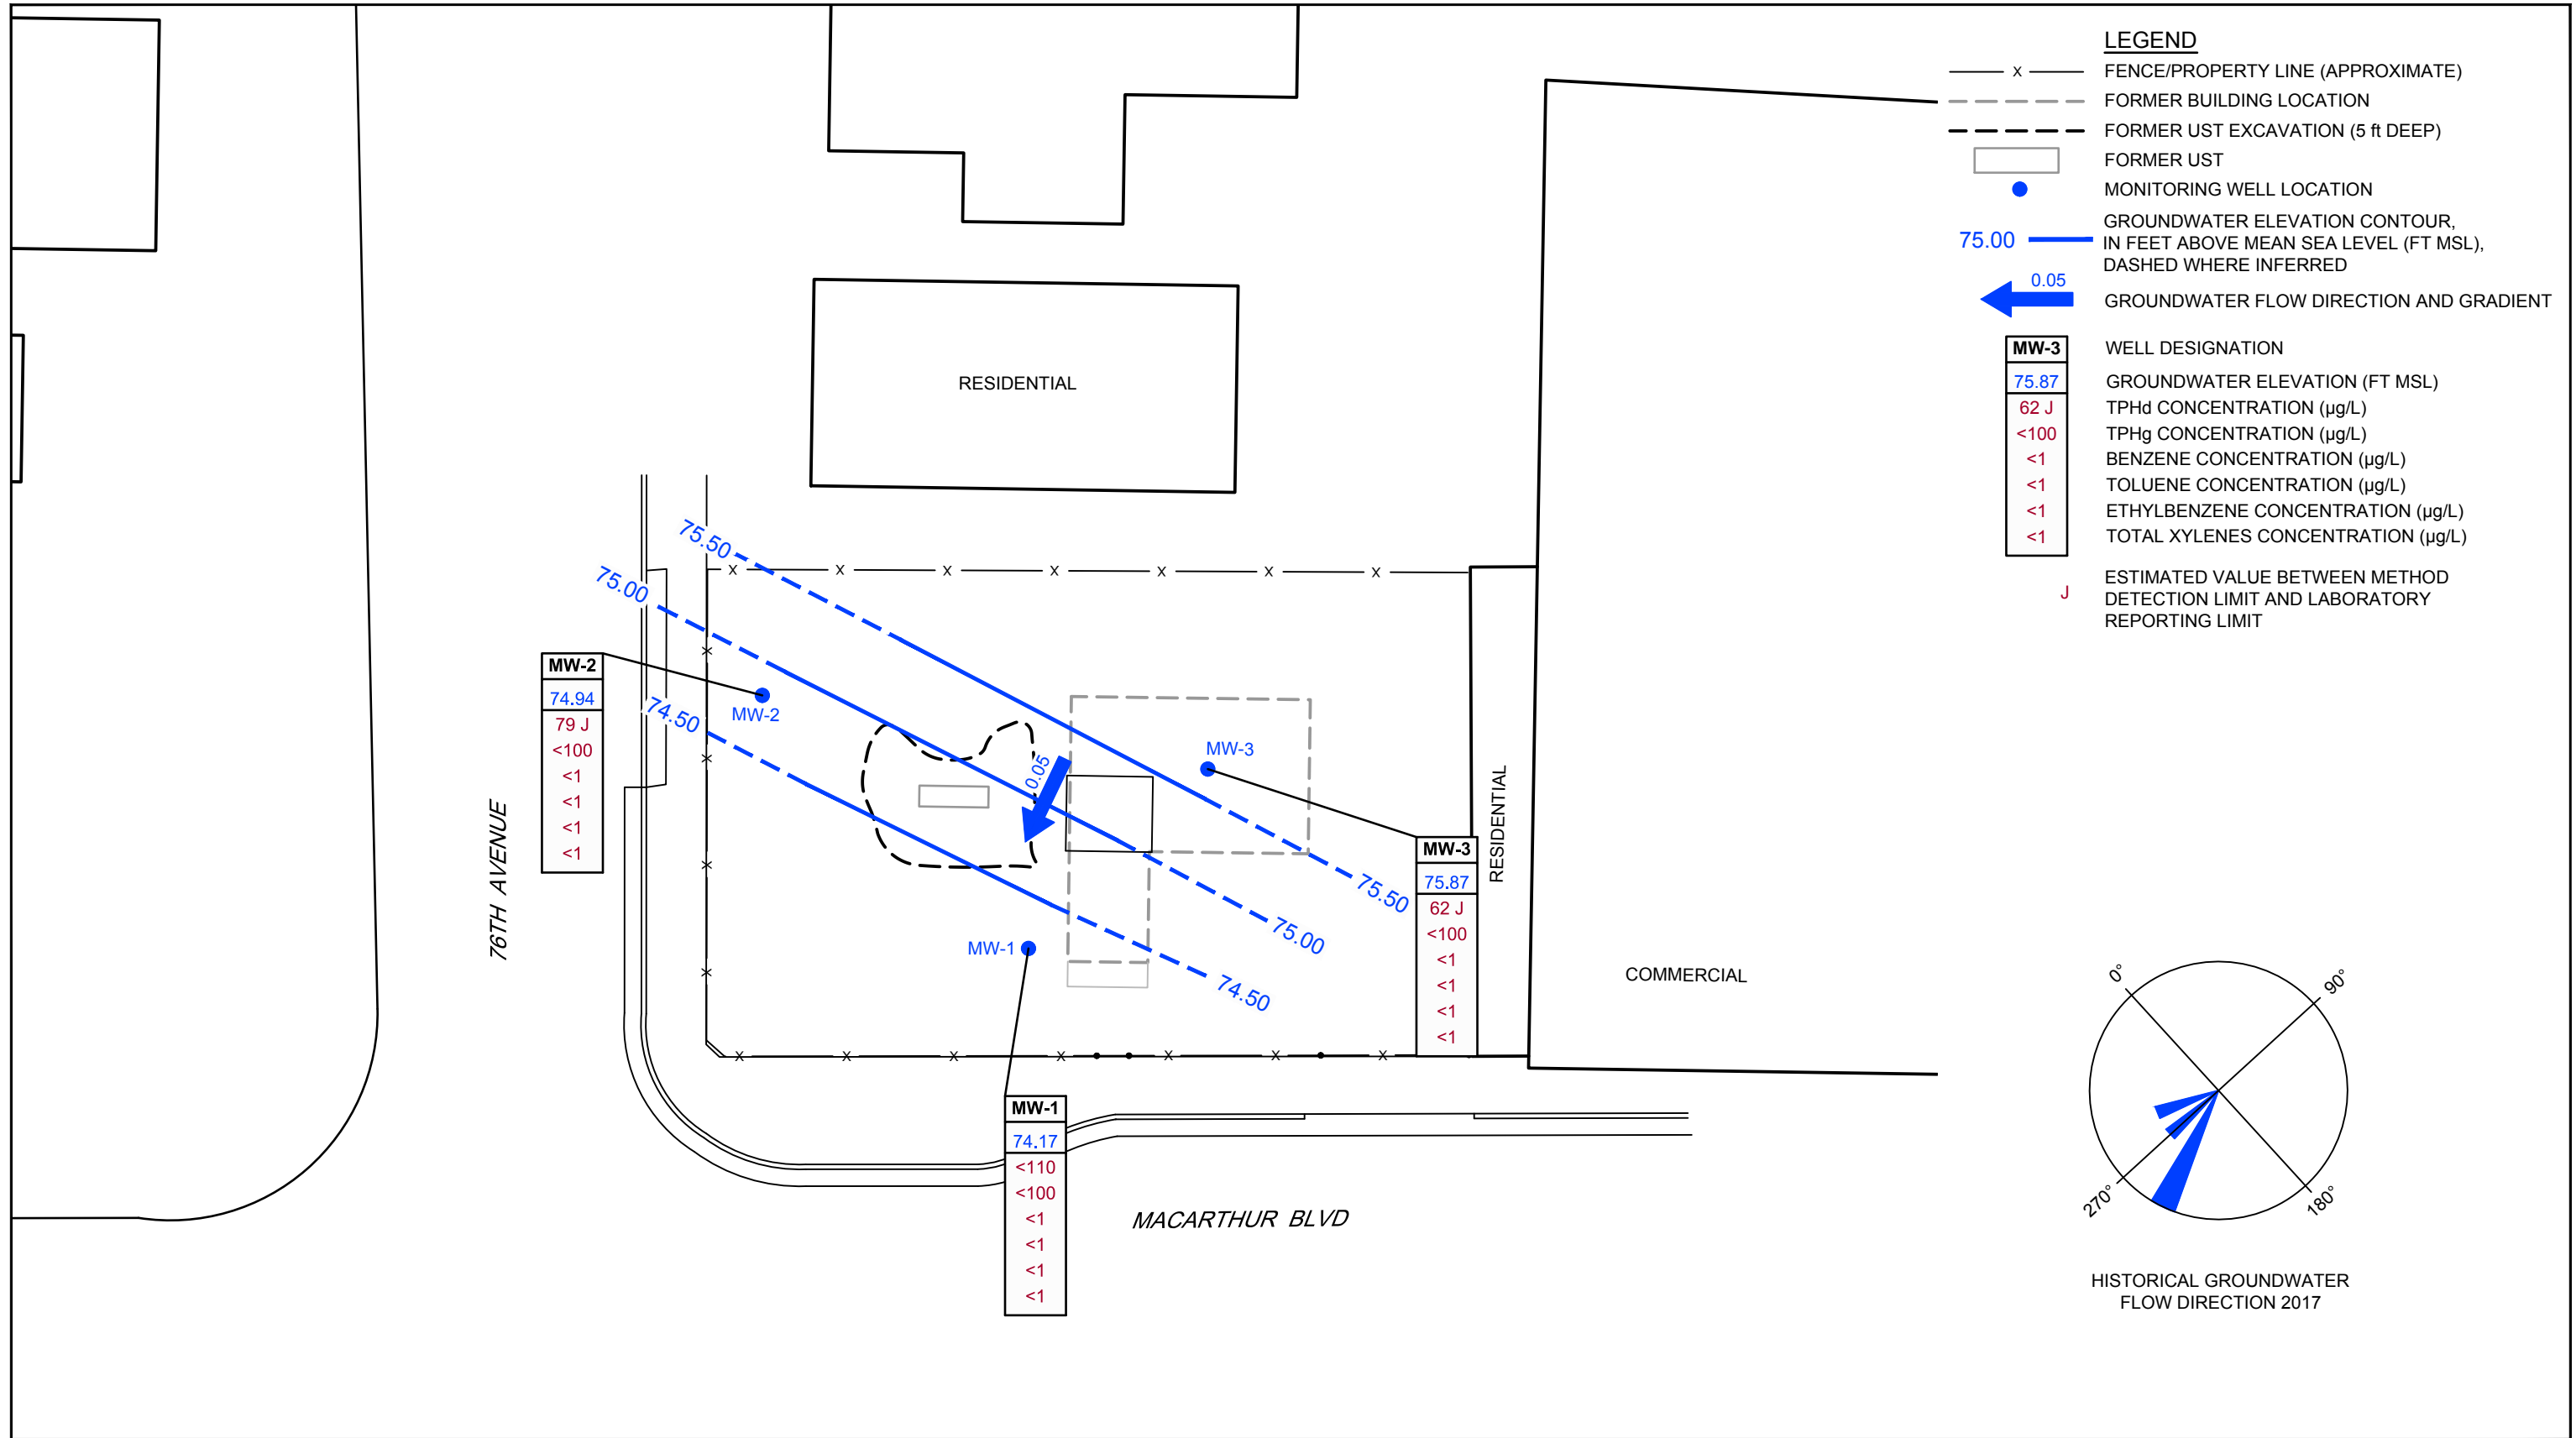 LEGEND
X
FENCE/PROPERTY LINE (APPROXIMATE)
FORMER BUILDING LOCATION
FORMER UST EXCAVATION (5 ft DEEP)
FORMER UST
MONITORING WELL LOCATION
75.00
GROUNDWATER ELEVATION CONTOUR,
IN FEET ABOVE MEAN SEA LEVEL (FT MSL),
DASHED WHERE INFERRED
0.05
GROUNDWATER FLOW DIRECTION AND GRADIENT
MW-3 WELL DESIGNATION
75.87 GROUNDWATER ELEVATION (FT MSL)
62 J TPHd CONCENTRATION (µg/L)
<100 TPHg CONCENTRATION (µg/L)
<1 BENZENE CONCENTRATION (µg/L)
<1 TOLUENE CONCENTRATION (µg/L)
<1 ETHYLBENZENE CONCENTRATION (µg/L)
<1 TOTAL XYLENES CONCENTRATION (µg/L)
J
ESTIMATED VALUE BETWEEN METHOD
DETECTION LIMIT AND LABORATORY
REPORTING LIMIT
RESIDENTIAL
75.50
75.00
74.50
X X X X X X X
X
X
X
X
X X X X X X X
MW-2
74.94
79 J
<100
<1
<1
<1
<1
MW-2
MW-3
0.05
76TH AVENUE
MW-1
75.50
75.00
74.50
MW-3
75.87
62 J
<100
<1
<1
<1
<1
RESIDENTIAL
COMMERCIAL
MW-1
74.17
<110
<100
<1
<1
<1
<1
MACARTHUR BLVD
0°
90°
270°
180°
HISTORICAL GROUNDWATER
FLOW DIRECTION 2017